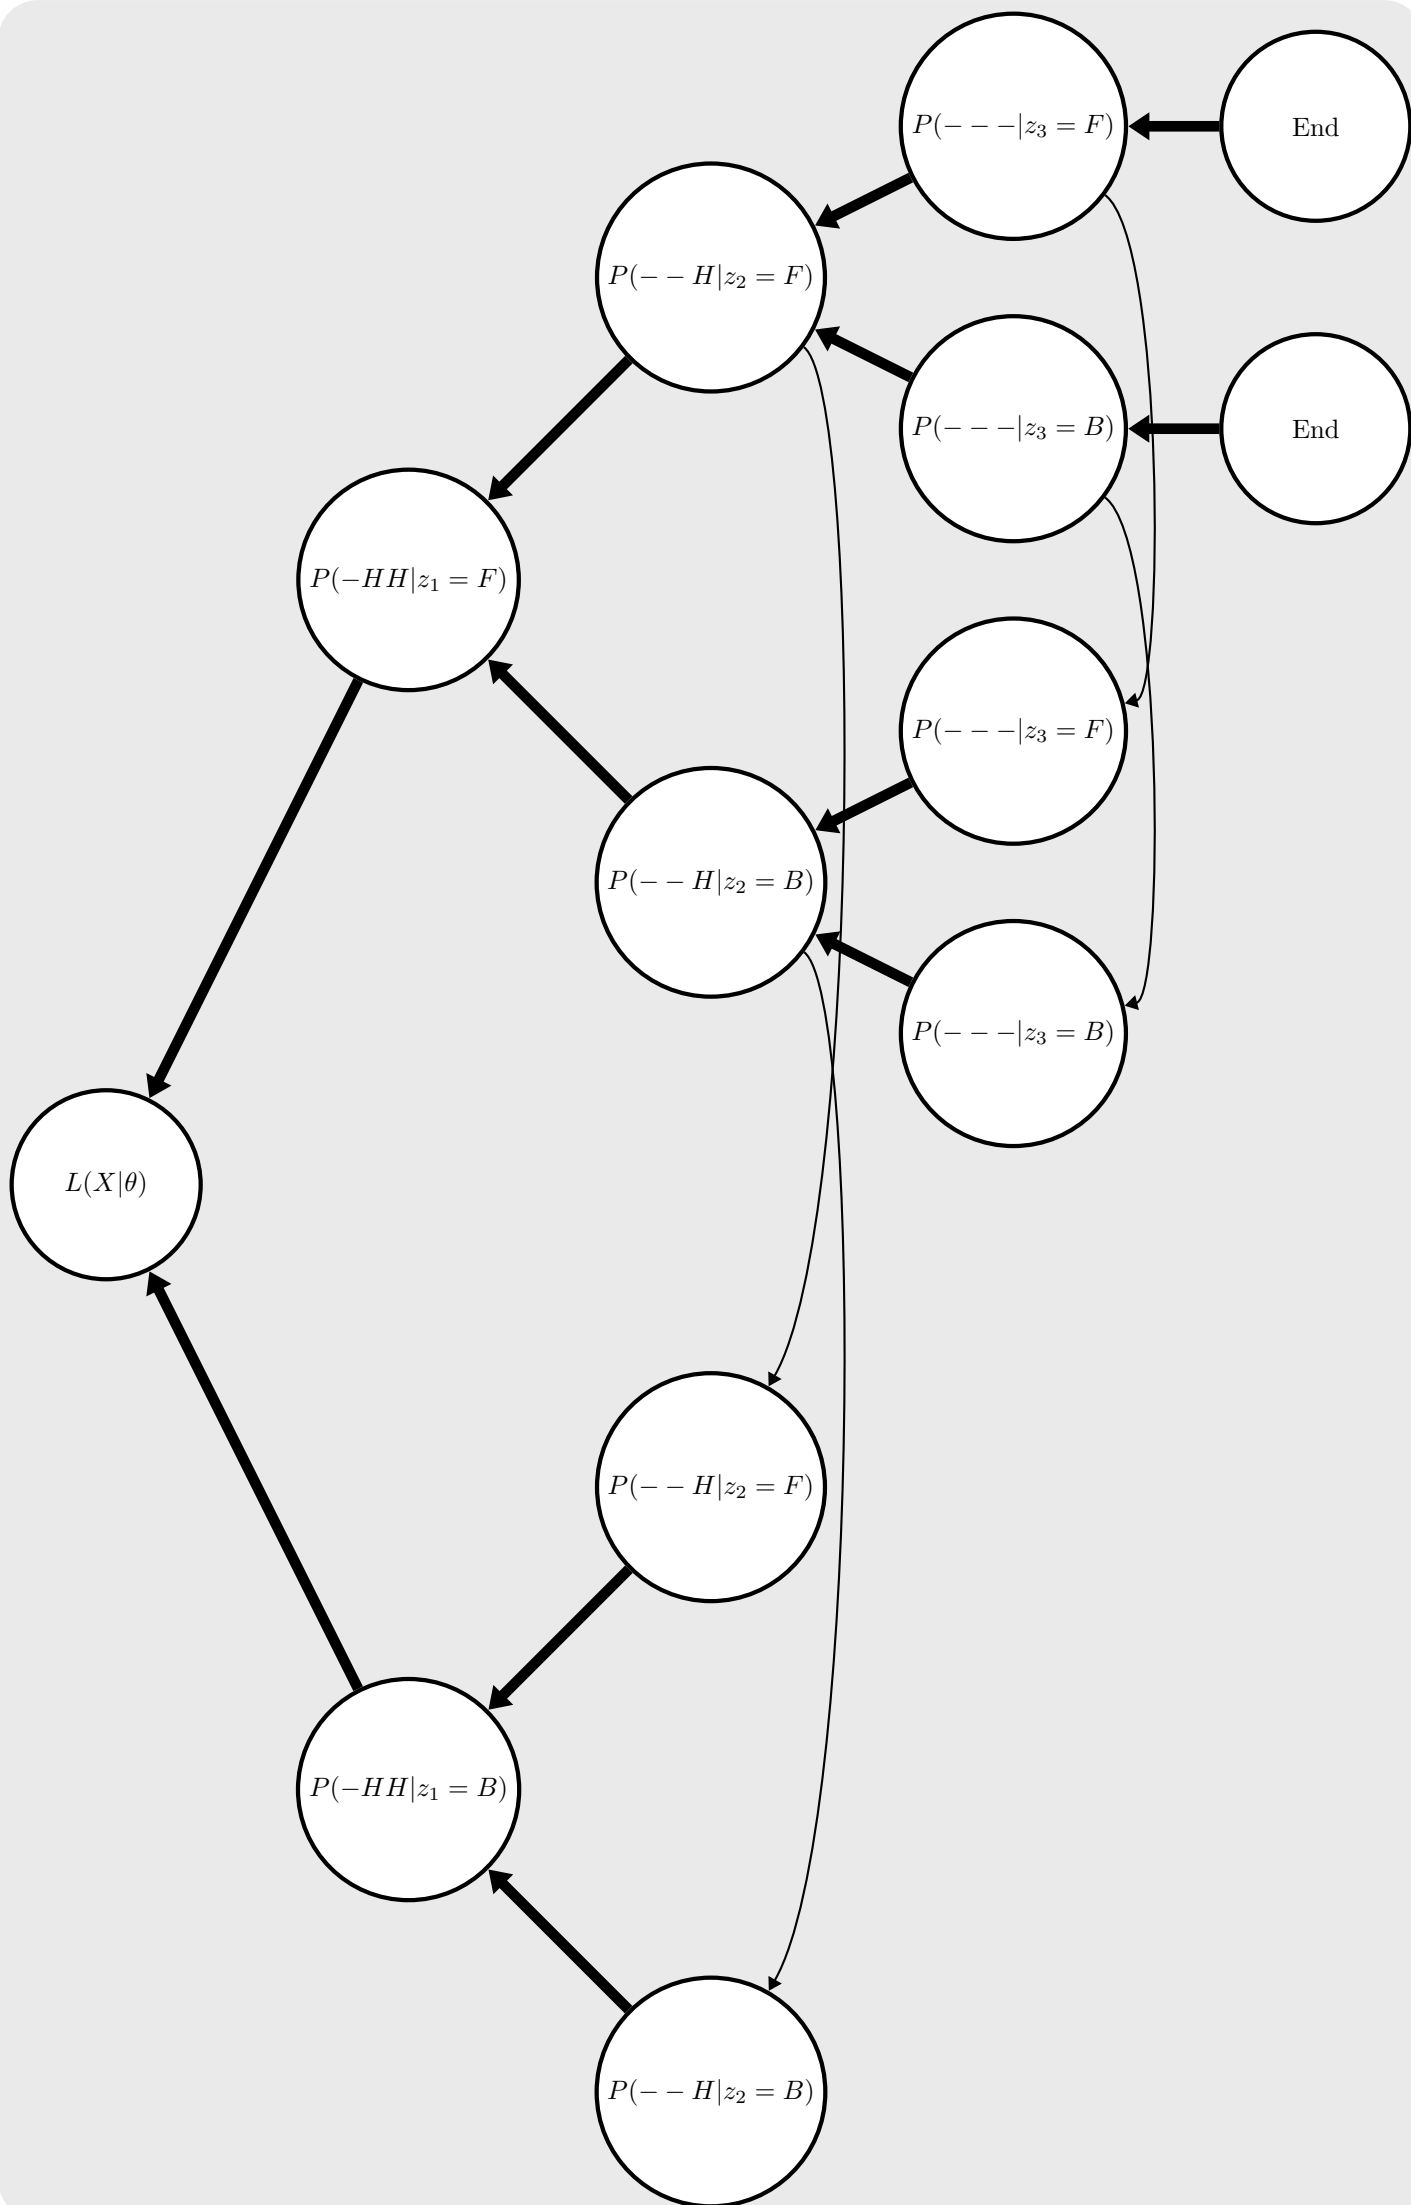 P(− − −|z₃ = F)
End
P(− − H|z₂ = F)
P(− − −|z₃ = B)
End
P(−HH|z₁ = F)
P(− − −|z₃ = F)
P(− − H|z₂ = B)
P(− − −|z₃ = B)
L(X|θ)
P(− − H|z₂ = F)
P(−HH|z₁ = B)
P(− − H|z₂ = B)